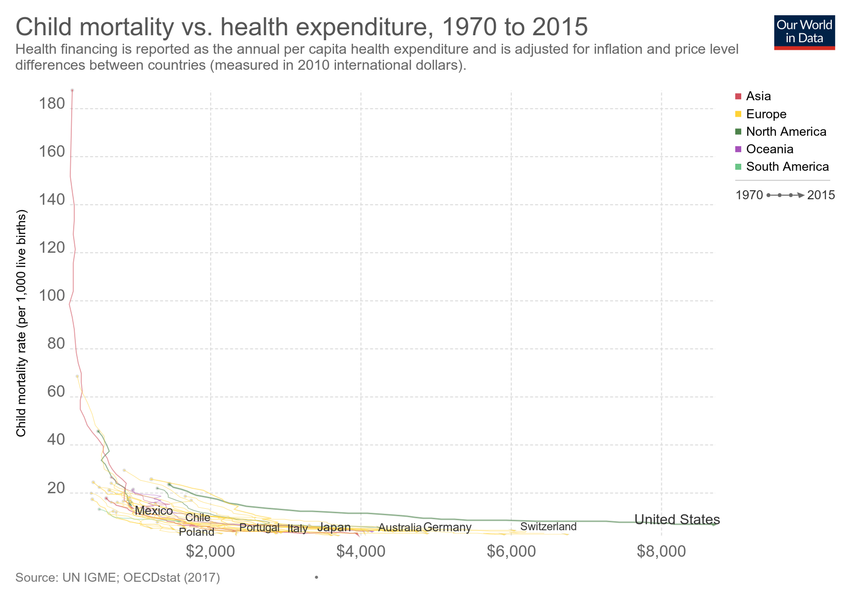 Child mortality vs. health expenditure, 1970 to 2015
Health financing is reported as the annual per capita health expenditure and is adjusted for inflation and price level
differences between countries (measured in 2010 international dollars).
Our World
in Data
180
160
140
120
100
80
60
40
20
Child mortality rate (per 1,000 live births)
Asia
Europe
North America
Oceania
South America
1970
2015
Mexico
Chile
Poland
Portugal
Italy
Japan
Australia
Germany
Switzerland
United States
$2,000
$4,000
$6,000
$8,000
Source: UN IGME; OECDstat (2017)